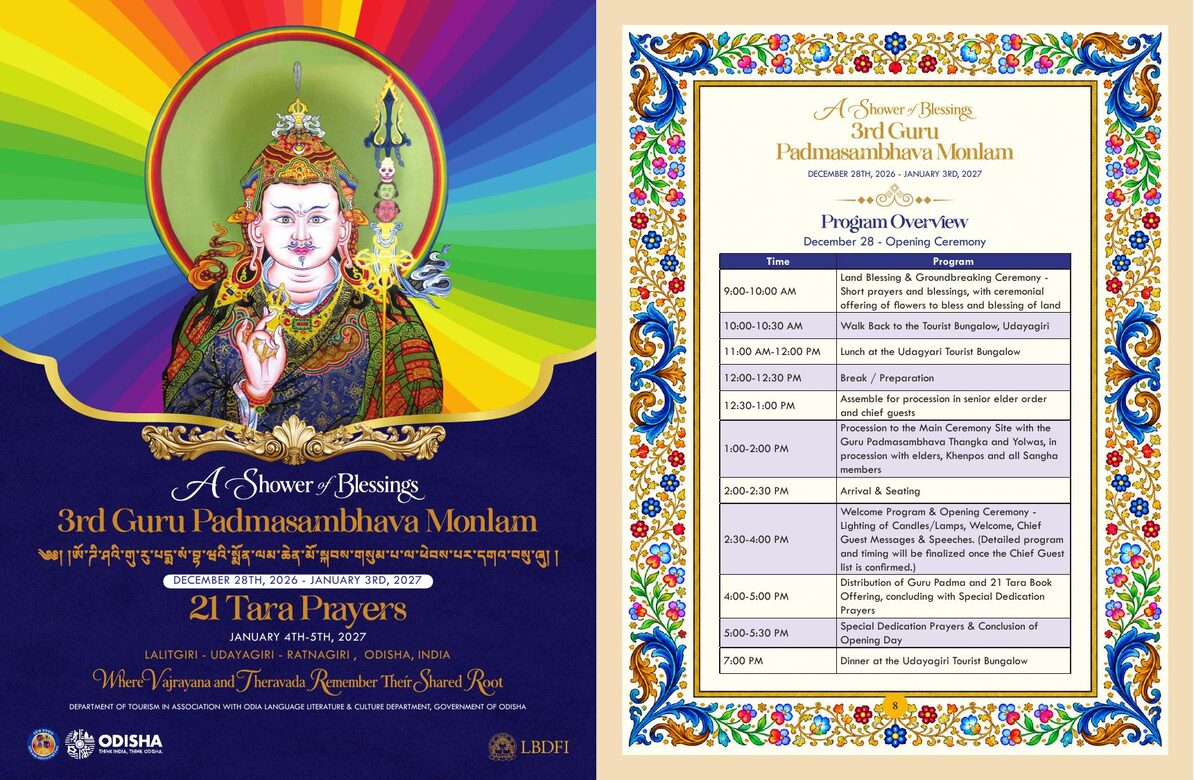 A Shower of Blessings
3rd Guru Padmasambhava Monlam
༄༅། །ཨོ་ཌི་ཤའི་གུ་རུ་པདྨ་སཾ་བྷ་ཝའི་སྨོན་ལམ་ཆེན་མོ་སྐབས་གསུམ་པ་ལ་ཕེབས་པར་དགའ་བསུ་ཞུ། །
DECEMBER 28TH, 2026 - JANUARY 3RD, 2027
21 Tara Prayers
JANUARY 4TH-5TH, 2027
LALITGIRI - UDAYAGIRI - RATNAGIRI , ODISHA, INDIA
Where Vajrayana and Theravada Remember Their Shared Root
DEPARTMENT OF TOURISM IN ASSOCIATION WITH ODIA LANGUAGE LITERATURE & CULTURE DEPARTMENT, GOVERNMENT OF ODISHA
ODISHA
THINK INDIA, THINK ODISHA.
LBDFI
A Shower of Blessings
3rd Guru
Padmasambhava Monlam
DECEMBER 28TH, 2026 - JANUARY 3RD, 2027
Program Overview
December 28 - Opening Ceremony
Time Program
9:00-10:00 AM Land Blessing & Groundbreaking Ceremony -
Short prayers and blessings, with ceremonial
offering of flowers to bless and blessing of land
10:00-10:30 AM Walk Back to the Tourist Bungalow, Udayagiri
11:00 AM-12:00 PM Lunch at the Udagyari Tourist Bungalow
12:00-12:30 PM Break / Preparation
12:30-1:00 PM Assemble for procession in senior elder order
and chief guests
1:00-2:00 PM Procession to the Main Ceremony Site with the
Guru Padmasambhava Thangka and Yolwas, in
procession with elders, Khenpos and all Sangha
members
2:00-2:30 PM Arrival & Seating
2:30-4:00 PM Welcome Program & Opening Ceremony -
Lighting of Candles/Lamps, Welcome, Chief
Guest Messages & Speeches. (Detailed program
and timing will be finalized once the Chief Guest
list is confirmed.)
4:00-5:00 PM Distribution of Guru Padma and 21 Tara Book
Offering, concluding with Special Dedication
Prayers
5:00-5:30 PM Special Dedication Prayers & Conclusion of
Opening Day
7:00 PM Dinner at the Udayagiri Tourist Bungalow
8